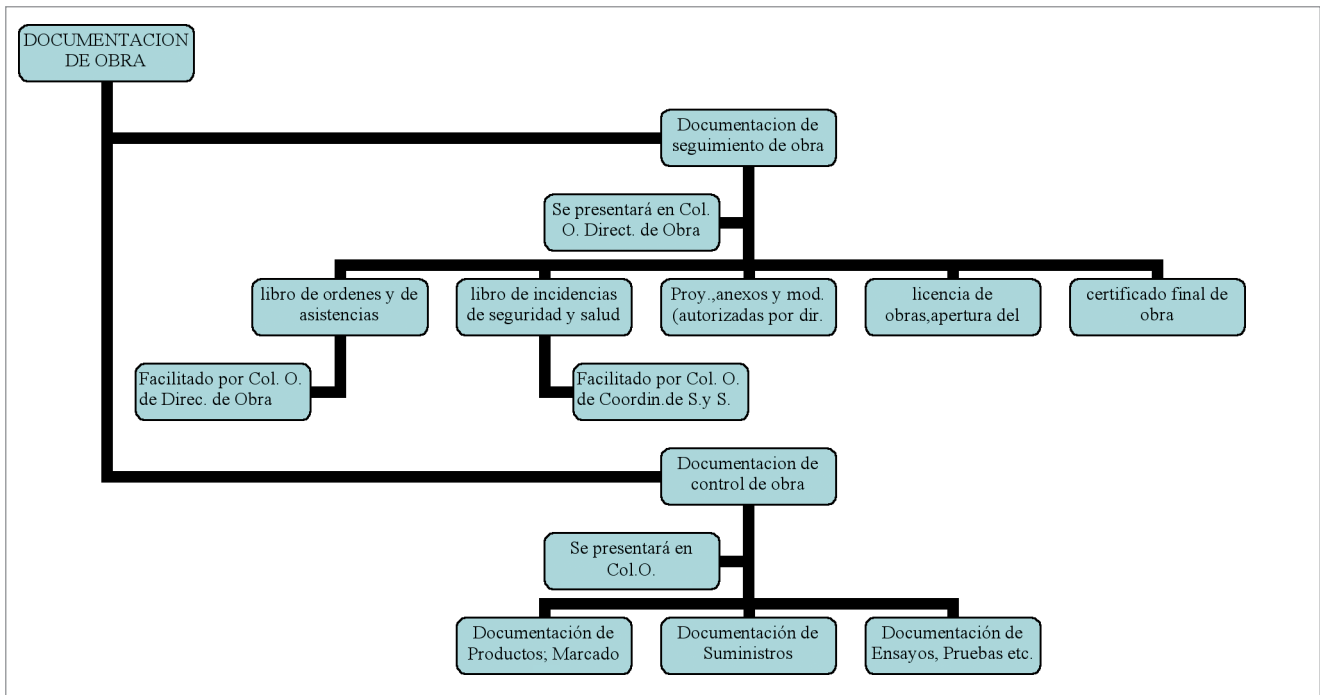 DOCUMENTACION
DE OBRA
Documentacion de
seguimiento de obra
Se presentará en Col.
O. Direct. de Obra
libro de ordenes y de
asistencias
libro de incidencias
de seguridad y salud
Proy.,anexos y mod.
(autorizadas por dir.
licencia de
obras,apertura del
certificado final de
obra
Facilitado por Col. O.
de Direc. de Obra
Facilitado por Col. O.
de Coordin.de S.y S.
Documentacion de
control de obra
Se presentará en
Col.O.
Documentación de
Productos; Marcado
Documentación de
Suministros
Documentación de
Ensayos, Pruebas etc.